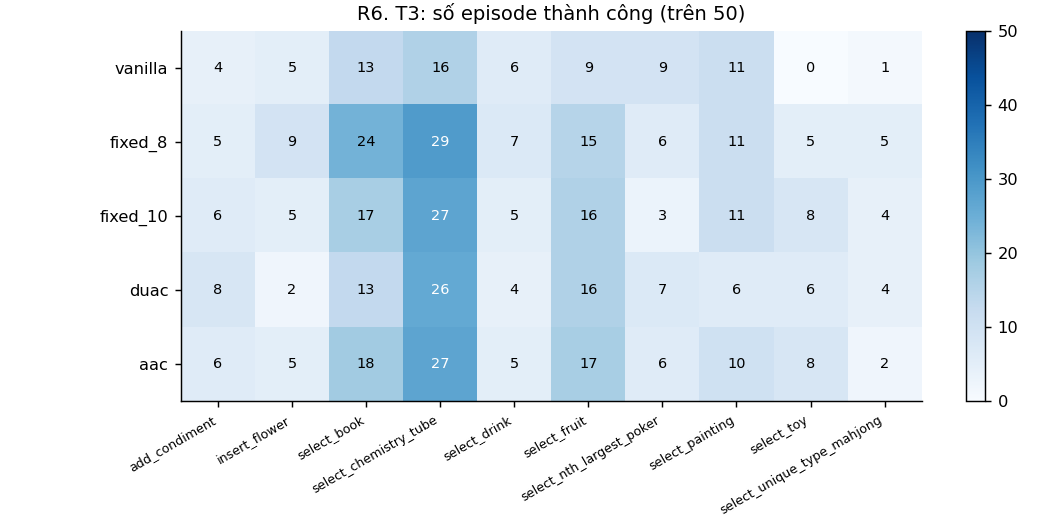 R6. T3: số episode thành công (trên 50)
vanilla 4 5 13 16 6 9 9 11 0 1
fixed_8 5 9 24 29 7 15 6 11 5 5
fixed_10 6 5 17 27 5 16 3 11 8 4
duac 8 2 13 26 4 16 7 6 6 4
aac 6 5 18 27 5 17 6 10 8 2
add_condiment
insert_flower
select_book
select_chemistry_tube
select_drink
select_fruit
select_nth_largest_poker
select_painting
select_toy
select_unique_type_mahjong
50
40
30
20
10
0